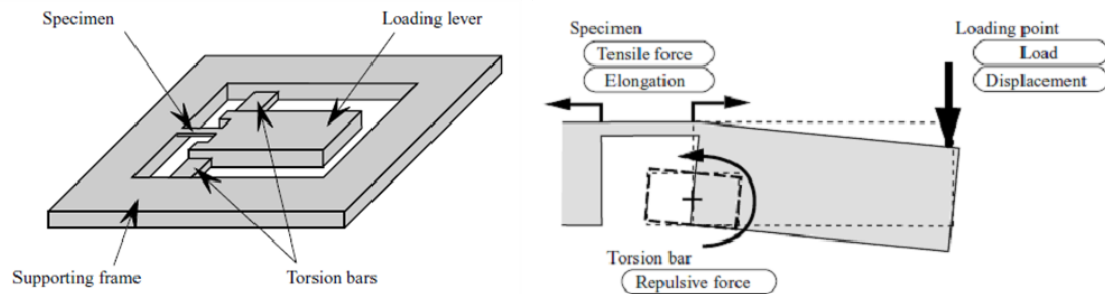 Specimen
Loading lever
Supporting frame
Torsion bars
Specimen
Tensile force
Elongation
Loading point
Load
Displacement
Torsion bar
Repulsive force